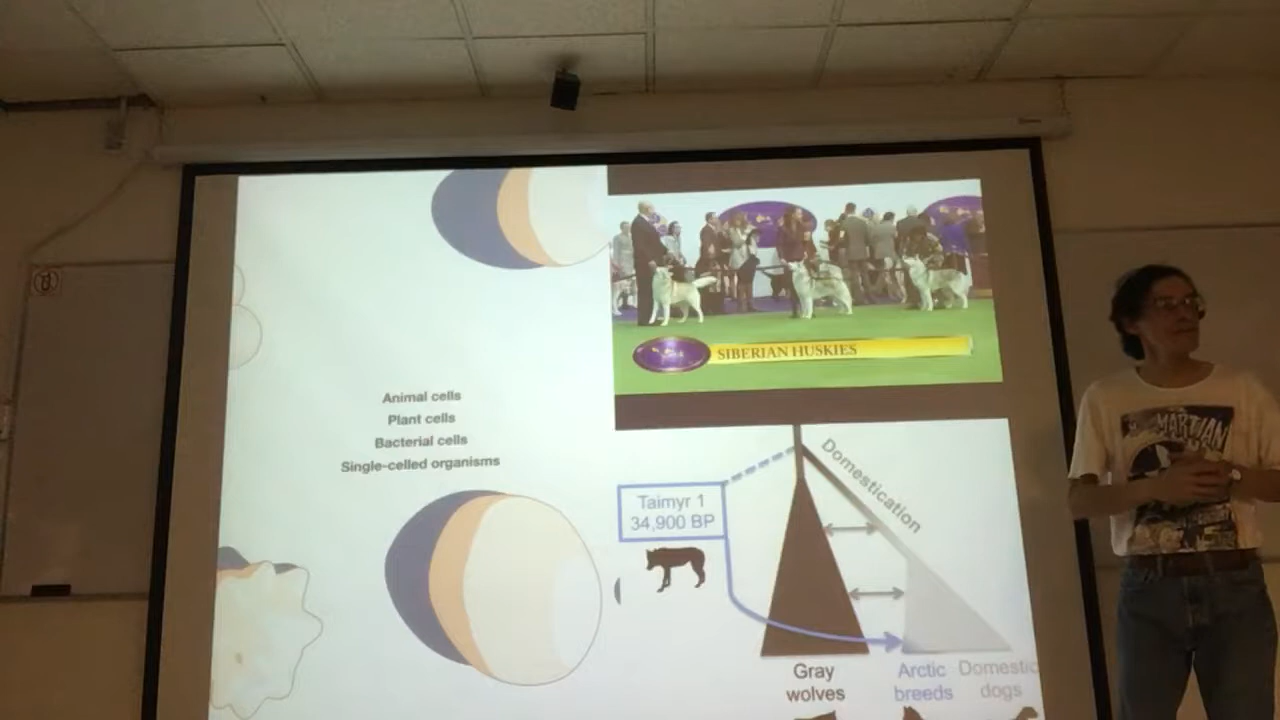 Animal cells
Plant cells
Bacterial cells
Single-celled organisms
SIBERIAN HUSKIES
Domestication
Taimyr 1
34,900 BP
Gray
wolves
Arctic
breeds
Domestic
dogs
MARTIAN